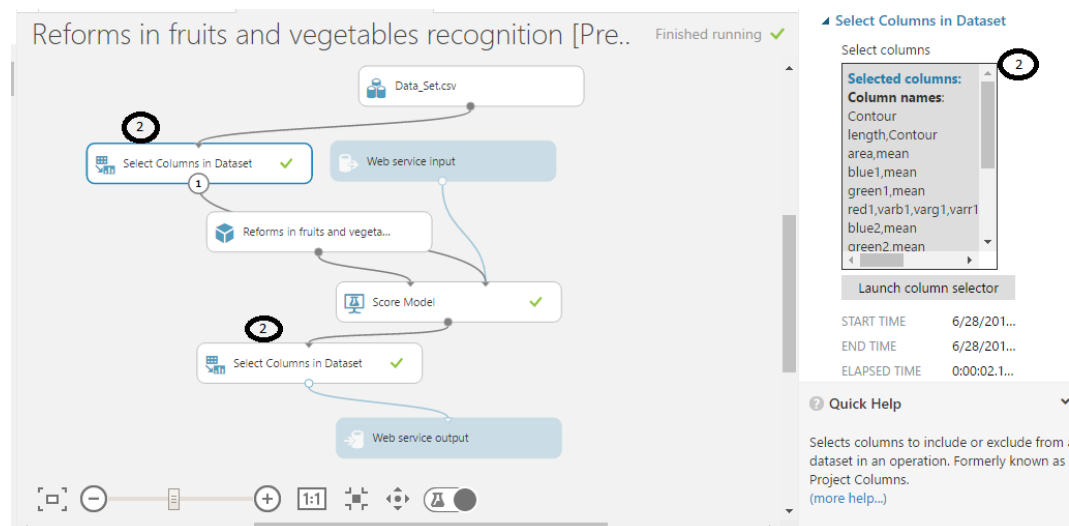 Reforms in fruits and vegetables recognition [Pre..
Finished running
Data_Set.csv
2
Select Columns in Dataset
1
Web service input
Reforms in fruits and vegeta...
Score Model
2
Select Columns in Dataset
Web service output
1:1
Select Columns in Dataset
Select columns
2
Selected columns:
Column names:
Contour
length,Contour
area,mean
blue1,mean
green1,mean
red1,varb1,varg1,varr1
blue2,mean
green2,mean
Launch column selector
START TIME 6/28/201...
END TIME 6/28/201...
ELAPSED TIME 0:00:02.1...
Quick Help
Selects columns to include or exclude from a
dataset in an operation. Formerly known as
Project Columns.
(more help...)